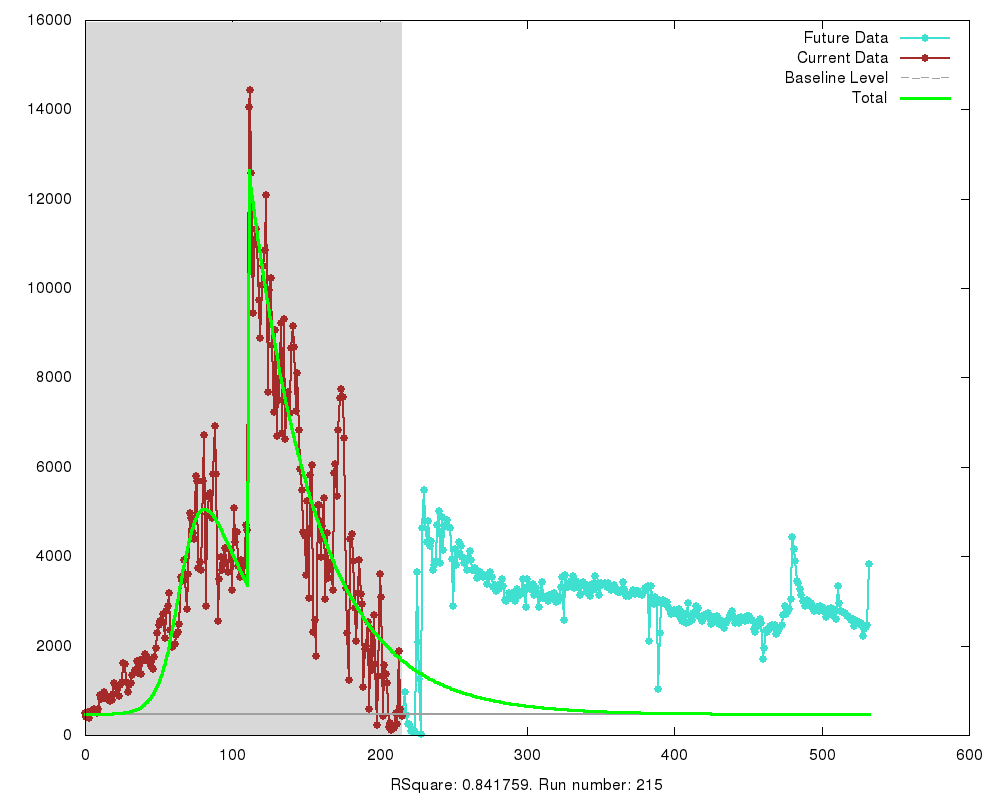 16000
14000
12000
10000
8000
6000
4000
2000
0
Future Data
Current Data
Baseline Level
Total
0 100 200 300 400 500 600
RSquare: 0.841759. Run number: 215